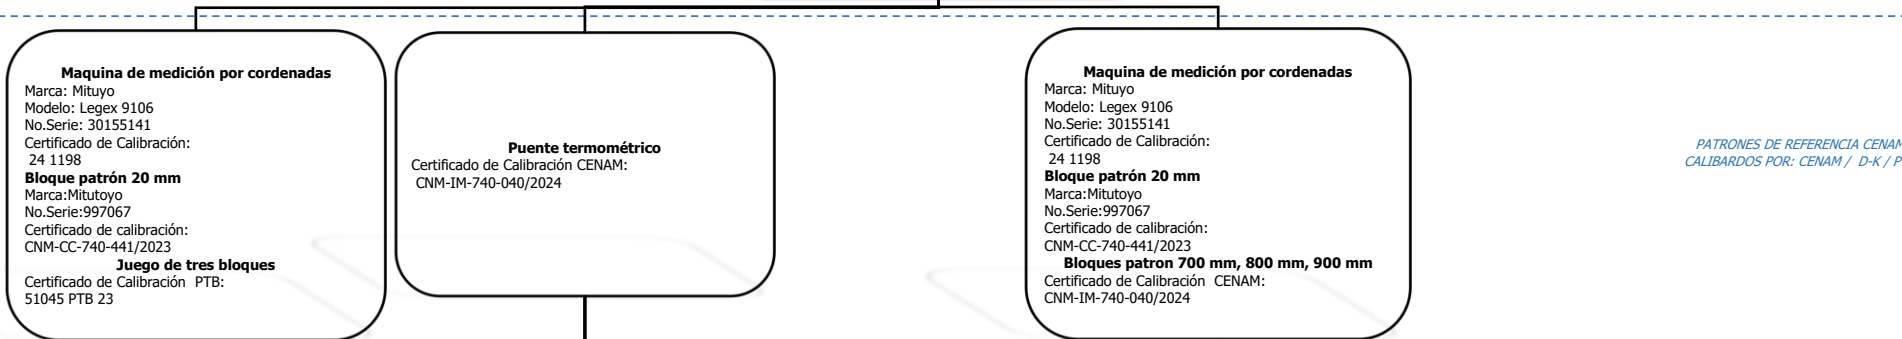 Maquina de medición por cordenadas
Marca: Mituyo
Modelo: Legex 9106
No.Serie: 30155141
Certificado de Calibración:
24 1198
Bloque patrón 20 mm
Marca:Mitutoyo
No.Serie:997067
Certificado de calibración:
CNM-CC-740-441/2023
Juego de tres bloques
Certificado de Calibración PTB:
51045 PTB 23
Puente termométrico
Certificado de Calibración CENAM:
CNM-IM-740-040/2024
Maquina de medición por cordenadas
Marca: Mituyo
Modelo: Legex 9106
No.Serie: 30155141
Certificado de Calibración:
24 1198
Bloque patrón 20 mm
Marca:Mitutoyo
No.Serie:997067
Certificado de calibración:
CNM-CC-740-441/2023
Bloques patron 700 mm, 800 mm, 900 mm
Certificado de Calibración CENAM:
CNM-IM-740-040/2024
PATRONES DE REFERENCIA CENAM
CALIBARDOS POR: CENAM / D-K / P